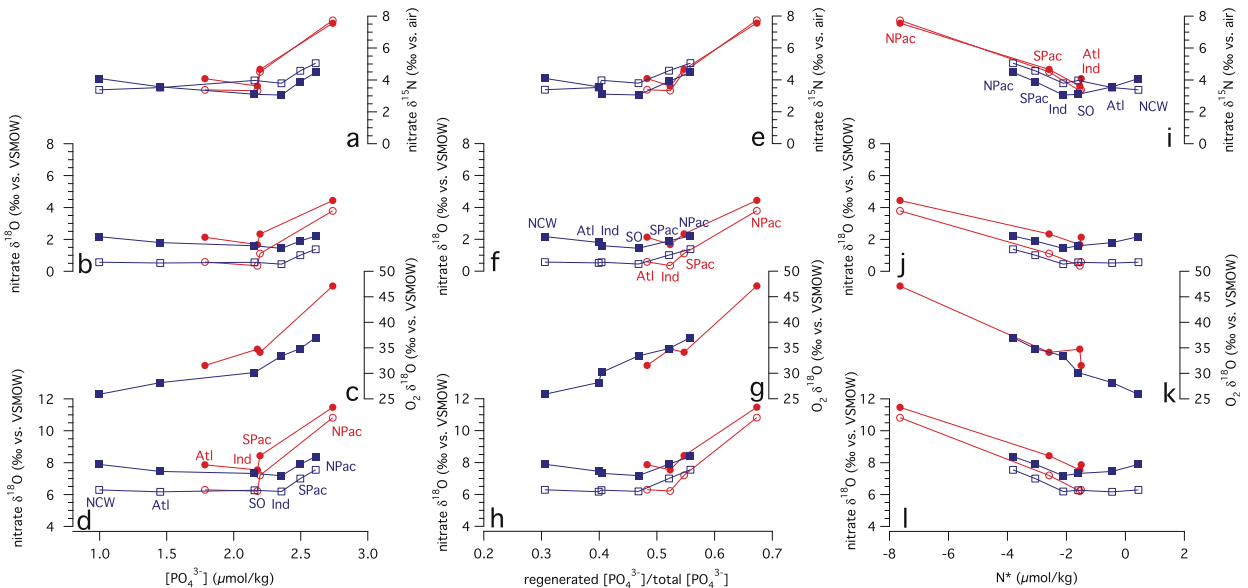 nitrate δ15N (‰ vs. air)
8
6
4
2
0
a
nitrate δ18O (‰ vs. VSMOW)
8
6
4
2
0
b
O2 δ18O (‰ vs. VSMOW)
50
45
40
35
30
25
c
nitrate δ18O (‰ vs. VSMOW)
12
10
8
6
4
d
Atl
Ind
SPac
NPac
NCW
Atl
SO
Ind
SPac
NPac
1.0 1.5 2.0 2.5 3.0
[PO4 3-] (μmol/kg)
nitrate δ15N (‰ vs. air)
8
6
4
2
0
e
nitrate δ18O (‰ vs. VSMOW)
8
6
4
2
0
f
NCW
Atl Ind
SO
SPac
NPac
NPac
SPac
Atl Ind
O2 δ18O (‰ vs. VSMOW)
50
45
40
35
30
25
g
nitrate δ18O (‰ vs. VSMOW)
12
10
8
6
4
h
0.2 0.3 0.4 0.5 0.6 0.7
regenerated [PO4 3-]/total [PO4 3-]
nitrate δ15N (‰ vs. air)
8
6
4
2
0
i
NPac
SPac
Atl
Ind
NPac
SPac
Ind
SO
Atl
NCW
nitrate δ18O (‰ vs. VSMOW)
8
6
4
2
0
j
O2 δ18O (‰ vs. VSMOW)
50
45
40
35
30
25
k
nitrate δ18O (‰ vs. VSMOW)
12
10
8
6
4
l
-8 -6 -4 -2 0 2
N* (μmol/kg)